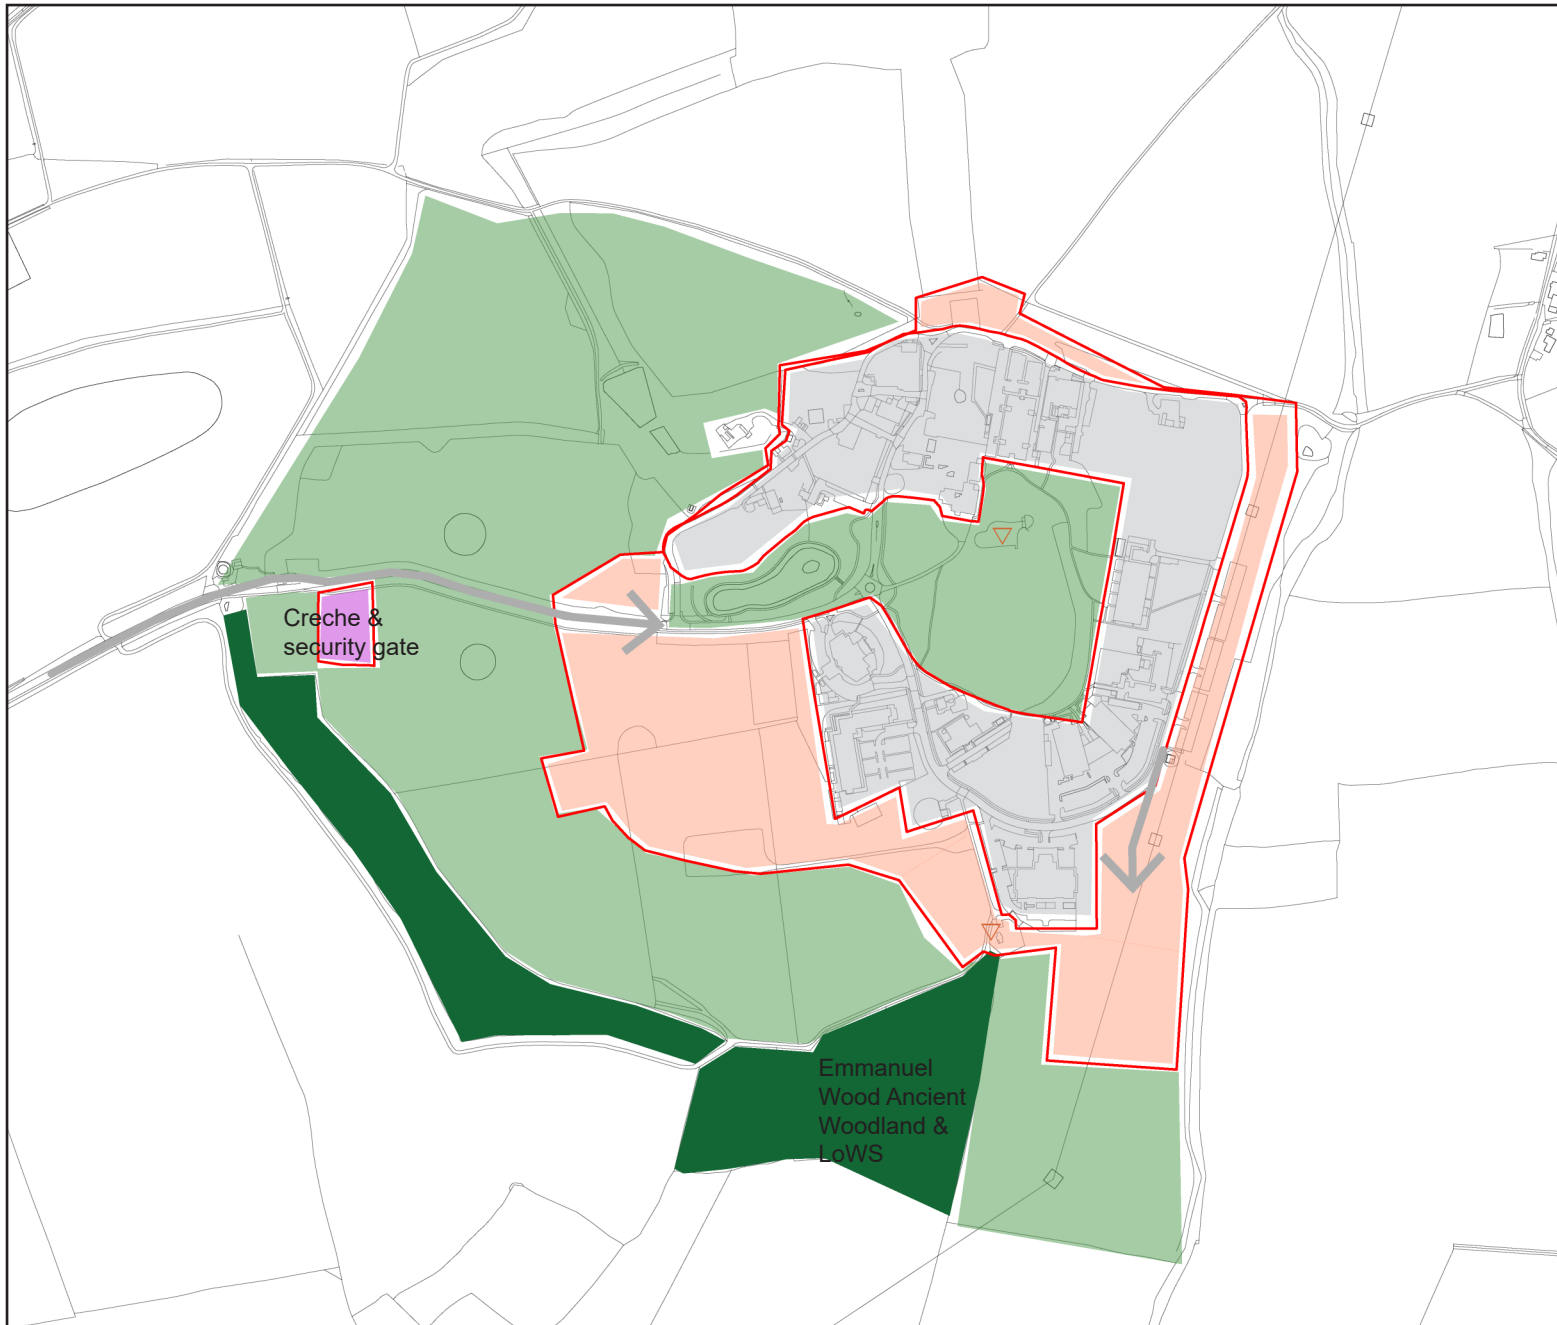 Creche &
security gate
Emmanuel
Wood Ancient
Woodland &
LoWS